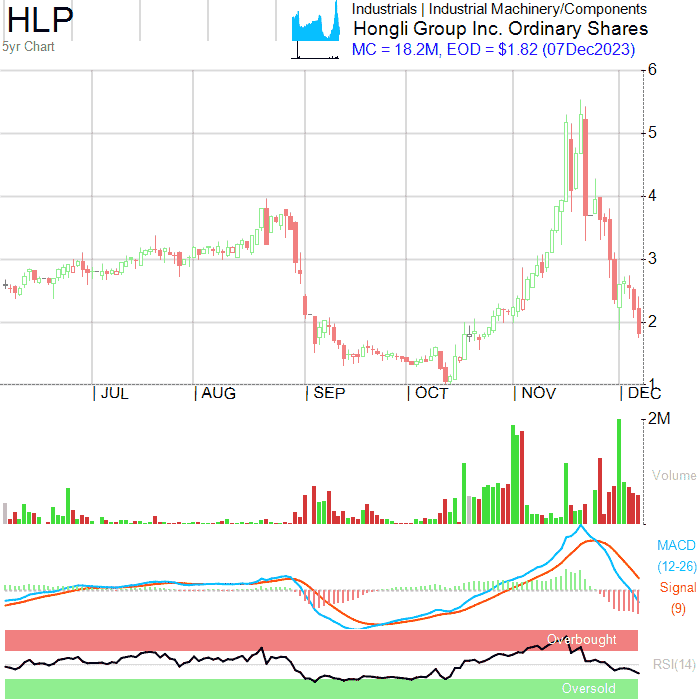 HLP
5yr Chart
Industrials | Industrial Machinery/Components
Hongli Group Inc. Ordinary Shares
MC = 18.2M, EOD = $1.82 (07Dec2023)
6
5
4
3
2
1
JUL
AUG
SEP
OCT
NOV
DEC
2M
Volume
MACD
(12-26)
Signal
(9)
Overbought
RSI(14)
Oversold